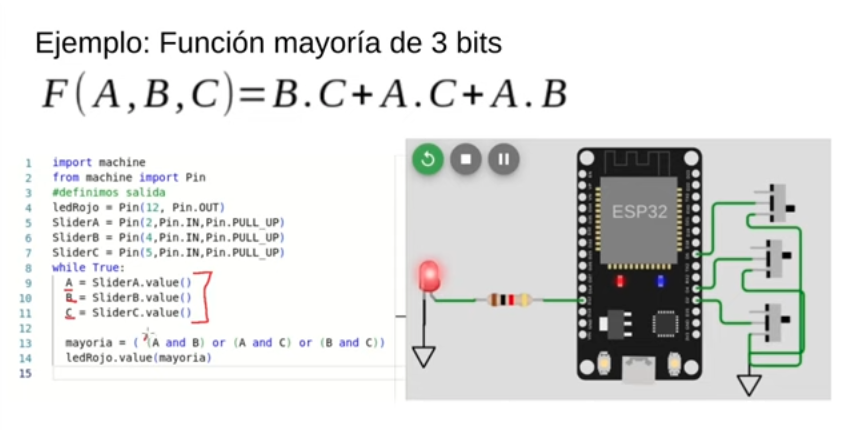 Ejemplo: Función mayoría de 3 bits
F(A,B,C)=B.C+A.C+A.B
1 import machine
2 from machine import Pin
3 #definimos salida
4 ledRojo = Pin(12, Pin.OUT)
5 SliderA = Pin(2,Pin.IN,Pin.PULL_UP)
6 SliderB = Pin(4,Pin.IN,Pin.PULL_UP)
7 SliderC = Pin(5,Pin.IN,Pin.PULL_UP)
8 while True:
9 A = SliderA.value()
10 B = SliderB.value()
11 C = SliderC.value()
12
13 mayoria = ( (A and B) or (A and C) or (B and C))
14 ledRojo.value(mayoria)
15
ESP32